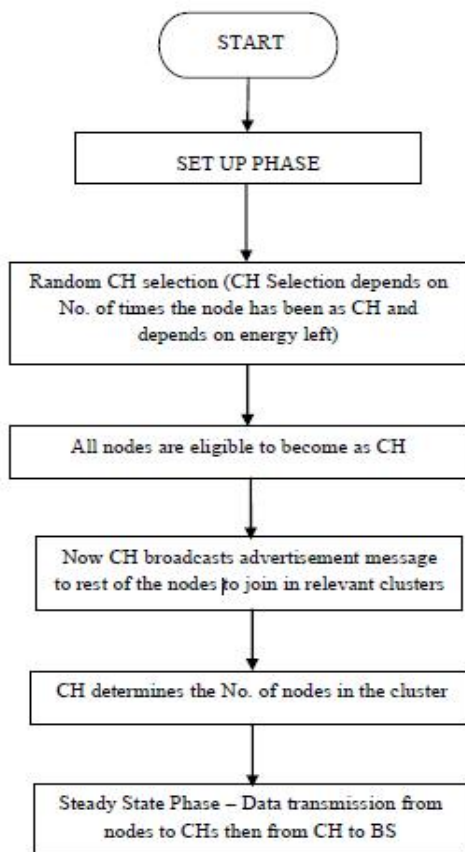 START
SET UP PHASE
Random CH selection (CH Selection depends on
No. of times the node has been as CH and
depends on energy left)
All nodes are eligible to become as CH
Now CH broadcasts advertisement message
to rest of the nodes to join in relevant clusters
CH determines the No. of nodes in the cluster
Steady State Phase – Data transmission from
nodes to CHs then from CH to BS